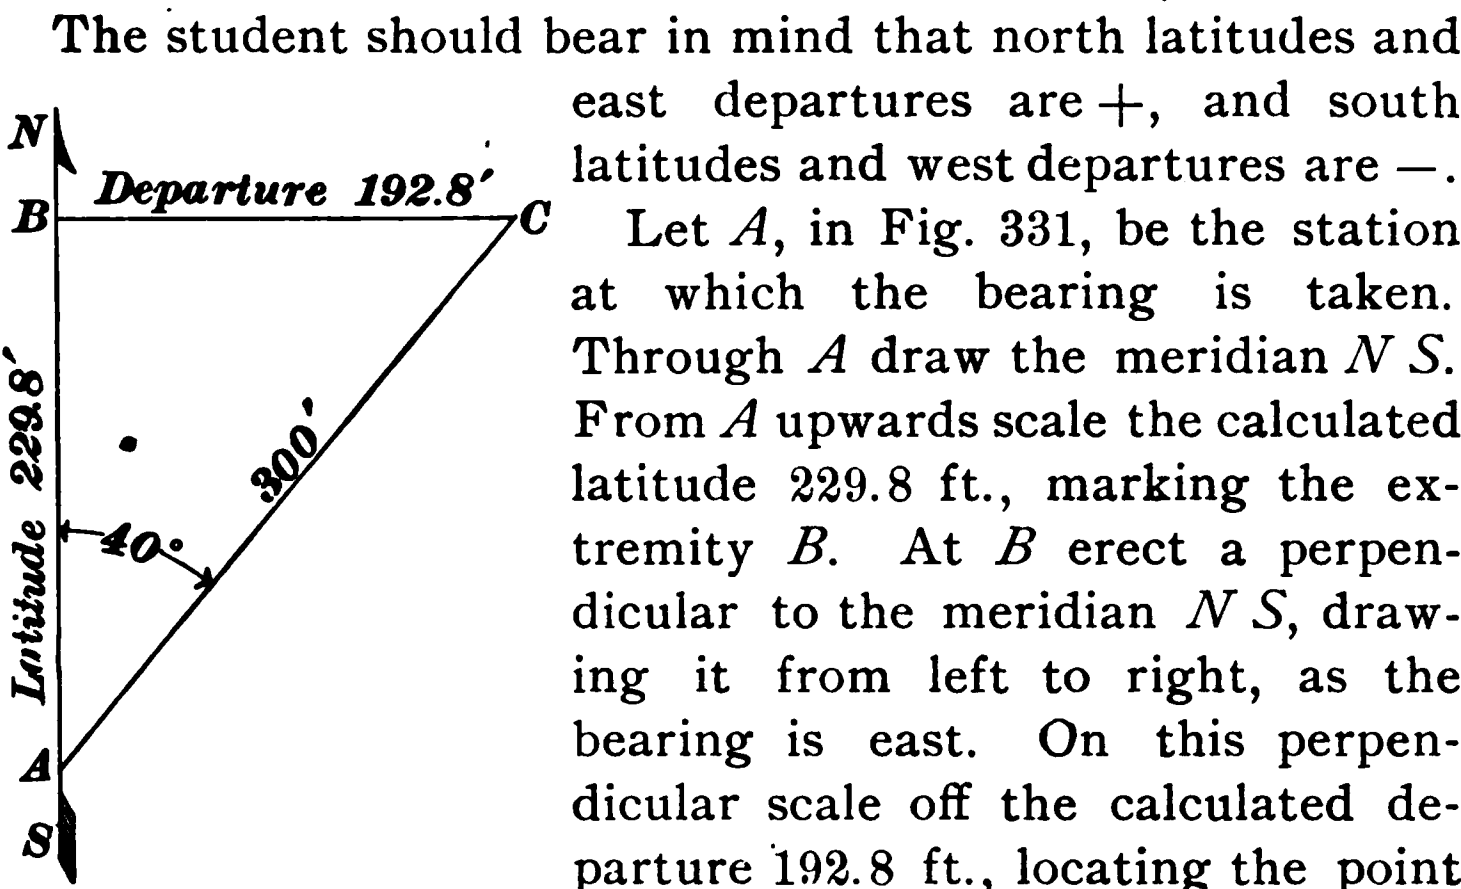 The student should bear in mind that north latitudes and
east departures are +, and south
latitudes and west departures are −.
Let A, in Fig. 331, be the station
at which the bearing is taken.
Through A draw the meridian N S.
From A upwards scale the calculated
latitude 229.8 ft., marking the ex-
tremity B. At B erect a perpen-
dicular to the meridian N S, draw-
ing it from left to right, as the
bearing is east. On this perpen-
dicular scale off the calculated de-
parture 192.8 ft., locating the point
N
Departure 192.8′
B
C
Latitude 229.8′
300′
40°
A
S